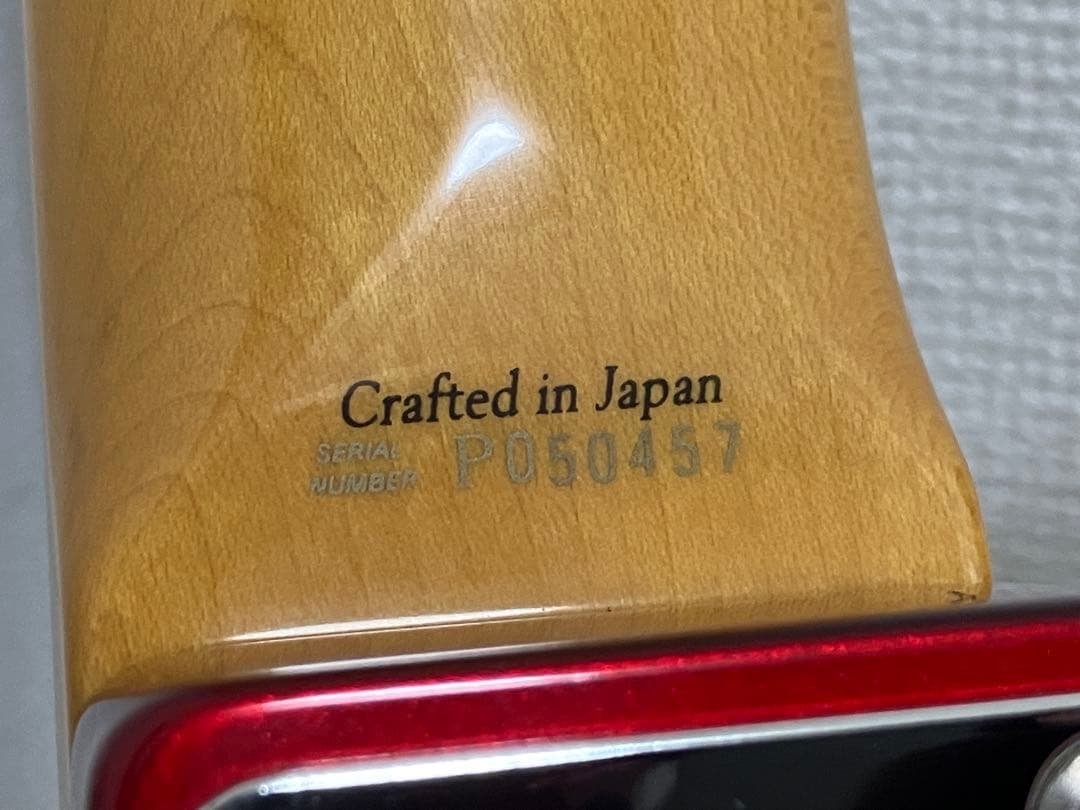 Crafted in Japan
SERIAL
NUMBER P050457